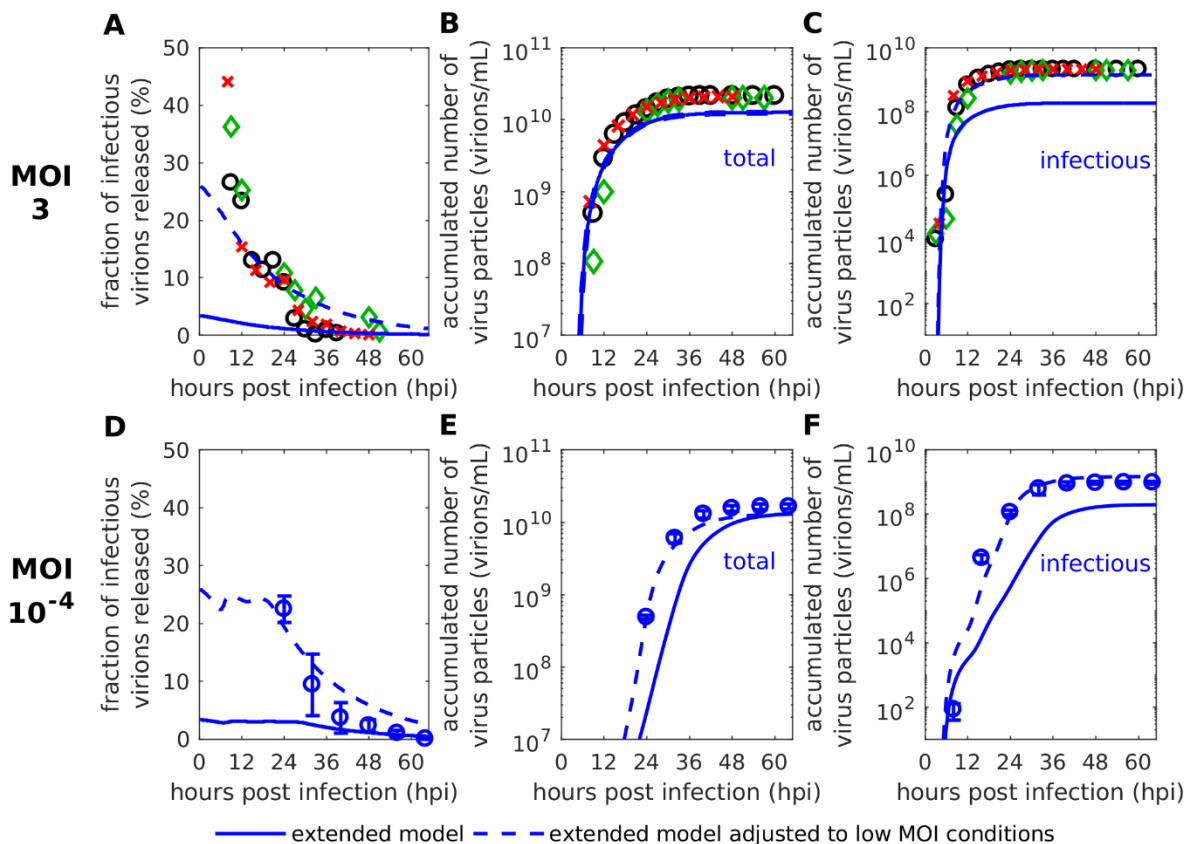 A
B
C
MOI
3
fraction of infectious
virions released (%)
50
40
30
20
10
0
0 12 24 36 48 60
hours post infection (hpi)
accumulated number of
virus particles (virions/mL)
10^11
10^10
10^9
10^8
10^7
total
0 12 24 36 48 60
hours post infection (hpi)
accumulated number of
virus particles (virions/mL)
10^10
10^8
10^6
10^4
10^2
infectious
0 12 24 36 48 60
hours post infection (hpi)
D
E
F
MOI
10^-4
fraction of infectious
virions released (%)
50
40
30
20
10
0
0 12 24 36 48 60
hours post infection (hpi)
accumulated number of
virus particles (virions/mL)
10^11
10^10
10^9
10^8
10^7
total
0 12 24 36 48 60
hours post infection (hpi)
accumulated number of
virus particles (virions/mL)
10^10
10^8
10^6
10^4
10^2
infectious
0 12 24 36 48 60
hours post infection (hpi)
extended model
extended model adjusted to low MOI conditions